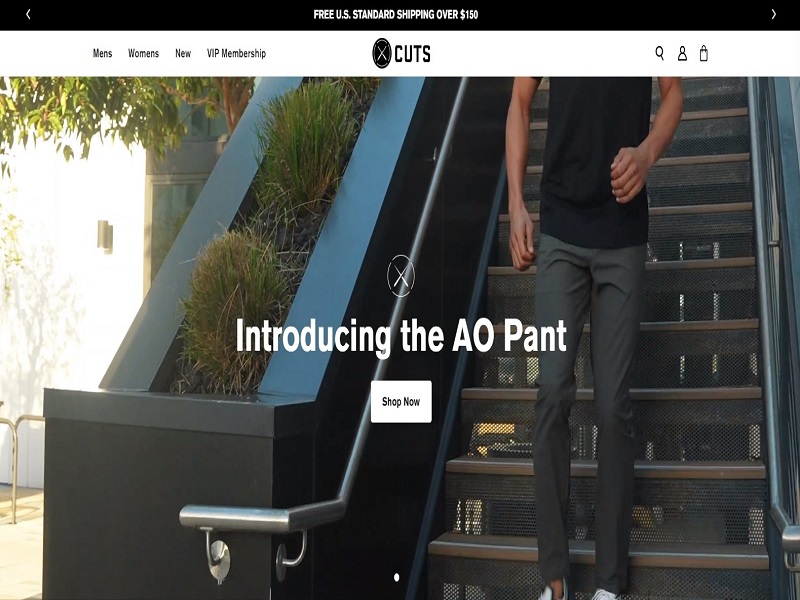 FREE U.S. STANDARD SHIPPING OVER $150
Mens Womens New VIP Membership
CUTS
Introducing the AO Pant
Shop Now